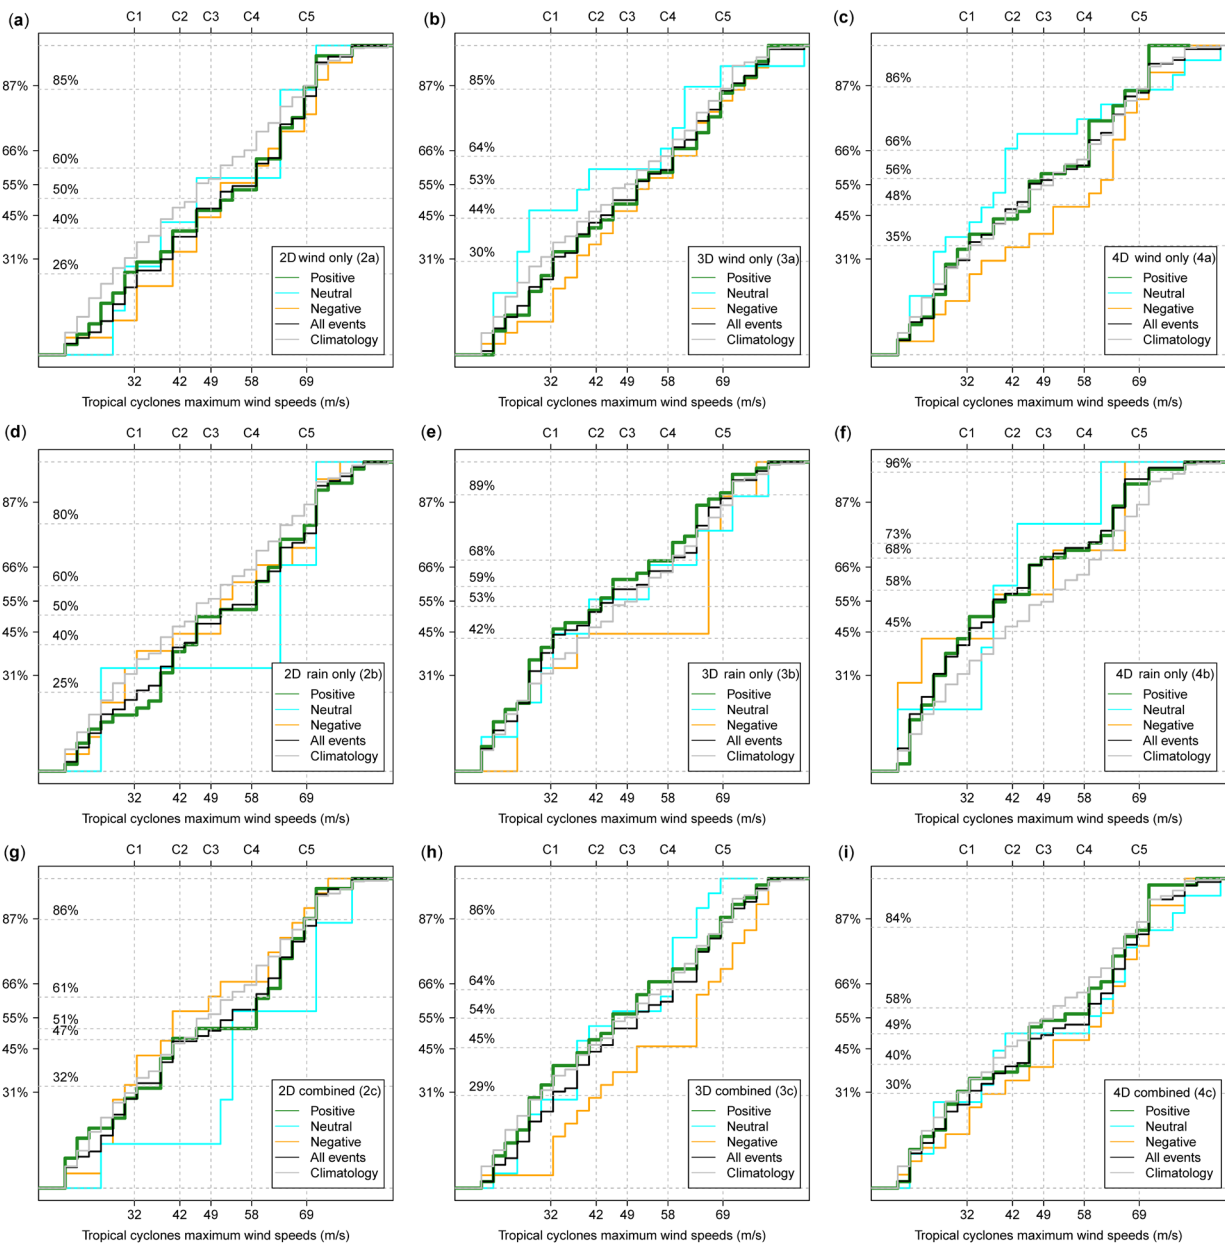 (a) C1 C2 C3 C4 C5
87%
66%
55%
45%
31%
85%
60%
50%
40%
26%
2D wind only (2a)
Positive
Neutral
Negative
All events
Climatology
32 42 49 58 69
Tropical cyclones maximum wind speeds (m/s)
(b) C1 C2 C3 C4 C5
87%
66%
55%
45%
31%
85%
64%
53%
44%
30%
3D wind only (3a)
Positive
Neutral
Negative
All events
Climatology
32 42 49 58 69
Tropical cyclones maximum wind speeds (m/s)
(c) C1 C2 C3 C4 C5
87%
66%
55%
45%
31%
86%
66%
56%
48%
35%
4D wind only (4a)
Positive
Neutral
Negative
All events
Climatology
32 42 49 58 69
Tropical cyclones maximum wind speeds (m/s)
(d) C1 C2 C3 C4 C5
87%
66%
55%
45%
31%
80%
60%
50%
40%
25%
2D rain only (2b)
Positive
Neutral
Negative
All events
Climatology
32 42 49 58 69
Tropical cyclones maximum wind speeds (m/s)
(e) C1 C2 C3 C4 C5
87%
66%
55%
45%
31%
89%
68%
59%
53%
42%
3D rain only (3b)
Positive
Neutral
Negative
All events
Climatology
32 42 49 58 69
Tropical cyclones maximum wind speeds (m/s)
(f) C1 C2 C3 C4 C5
87%
66%
55%
45%
31%
96%
73%
68%
58%
45%
4D rain only (4b)
Positive
Neutral
Negative
All events
Climatology
32 42 49 58 69
Tropical cyclones maximum wind speeds (m/s)
(g) C1 C2 C3 C4 C5
87%
66%
55%
45%
31%
86%
61%
51%
47%
32%
2D combined (2c)
Positive
Neutral
Negative
All events
Climatology
32 42 49 58 69
Tropical cyclones maximum wind speeds (m/s)
(h) C1 C2 C3 C4 C5
87%
66%
55%
45%
31%
86%
64%
54%
45%
29%
3D combined (3c)
Positive
Neutral
Negative
All events
Climatology
32 42 49 58 69
Tropical cyclones maximum wind speeds (m/s)
(i) C1 C2 C3 C4 C5
87%
66%
55%
45%
31%
84%
58%
49%
40%
30%
4D combined (4c)
Positive
Neutral
Negative
All events
Climatology
32 42 49 58 69
Tropical cyclones maximum wind speeds (m/s)